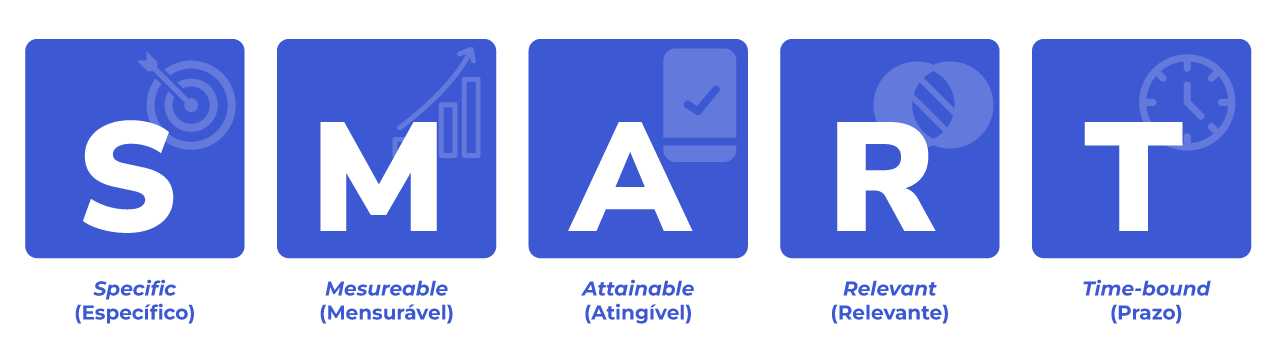 S
Specific
(Específico)
M
Mesureable
(Mensurável)
A
Attainable
(Atingível)
R
Relevant
(Relevante)
T
Time-bound
(Prazo)